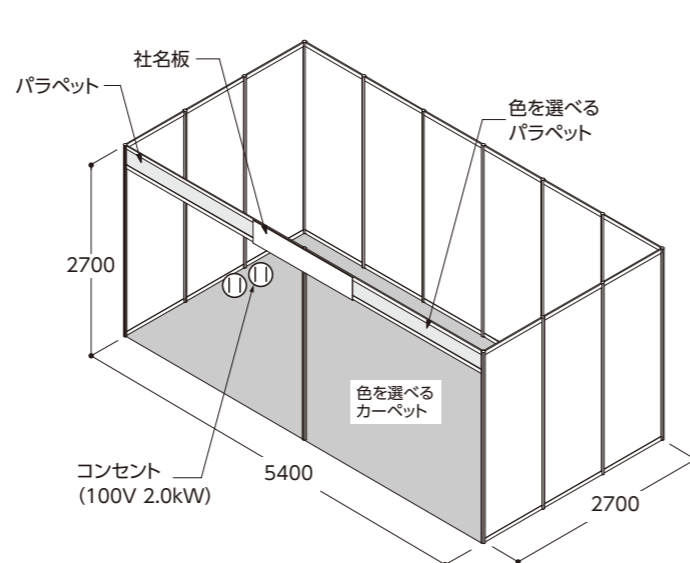 社名板
パラペット
色を選べる
パラペット
2700
色を選べる
カーペット
コンセント
(100V 2.0kW)
5400
2700